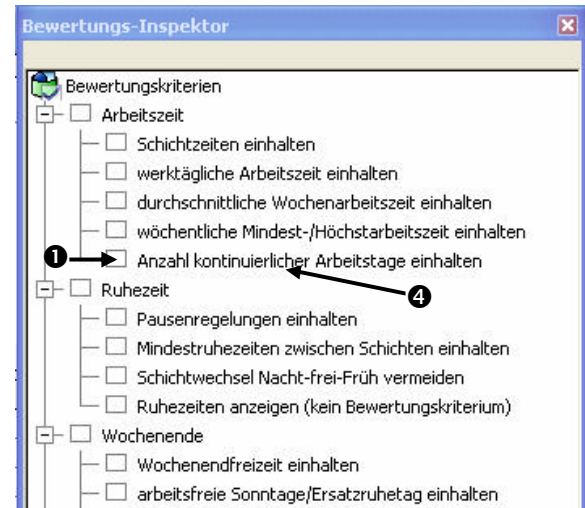 Bewertungs-Inspektor
Bewertungskriterien
Arbeitszeit
Schichtzeiten einhalten
werktägliche Arbeitszeit einhalten
durchschnittliche Wochenarbeitszeit einhalten
wöchentliche Mindest-/Höchstarbeitszeit einhalten
❶ Anzahl kontinuierlicher Arbeitstage einhalten
Ruhezeit ❹
Pausenregelungen einhalten
Mindestruhezeiten zwischen Schichten einhalten
Schichtwechsel Nacht-frei-Früh vermeiden
Ruhezeiten anzeigen (kein Bewertungskriterium)
Wochenende
Wochenendfreizeit einhalten
arbeitsfreie Sonntage/Ersatzruhetag einhalten